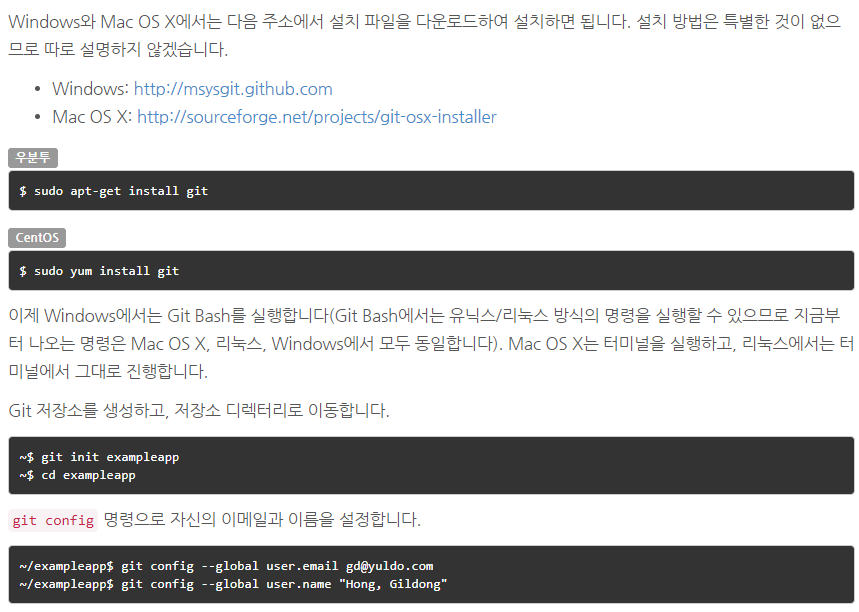 Windows와 Mac OS X에서는 다음 주소에서 설치 파일을 다운로드하여 설치하면 됩니다. 설치 방법은 특별한 것이 없으
므로 따로 설명하지 않겠습니다.
• Windows: http://msysgit.github.com
• Mac OS X: http://sourceforge.net/projects/git-osx-installer
우분투
$ sudo apt-get install git
CentOS
$ sudo yum install git
이제 Windows에서는 Git Bash를 실행합니다(Git Bash에서는 유닉스/리눅스 방식의 명령을 실행할 수 있으므로 지금부
터 나오는 명령은 Mac OS X, 리눅스, Windows에서 모두 동일합니다). Mac OS X는 터미널을 실행하고, 리눅스에서는 터
미널에서 그대로 진행합니다.
Git 저장소를 생성하고, 저장소 디렉터리로 이동합니다.
~$ git init exampleapp
~$ cd exampleapp
git config 명령으로 자신의 이메일과 이름을 설정합니다.
~/exampleapp$ git config --global user.email gd@yuldo.com
~/exampleapp$ git config --global user.name "Hong, Gildong"